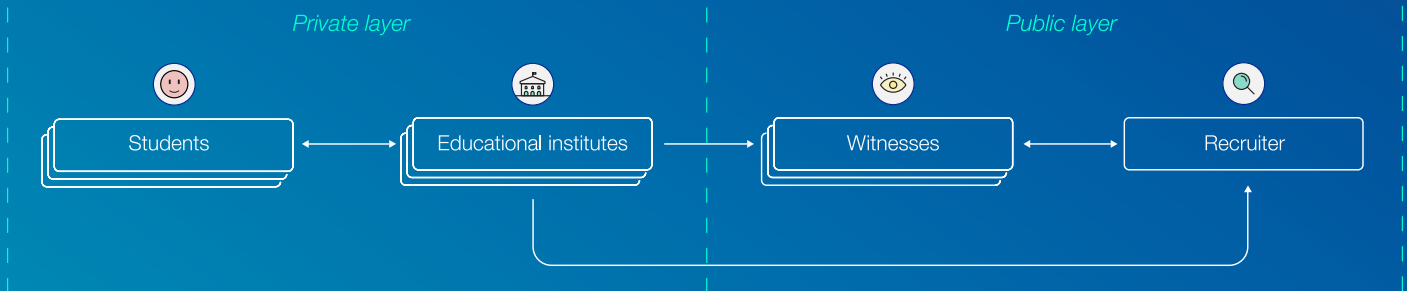 Private layer
Public layer
Students
Educational institutes
Witnesses
Recruiter